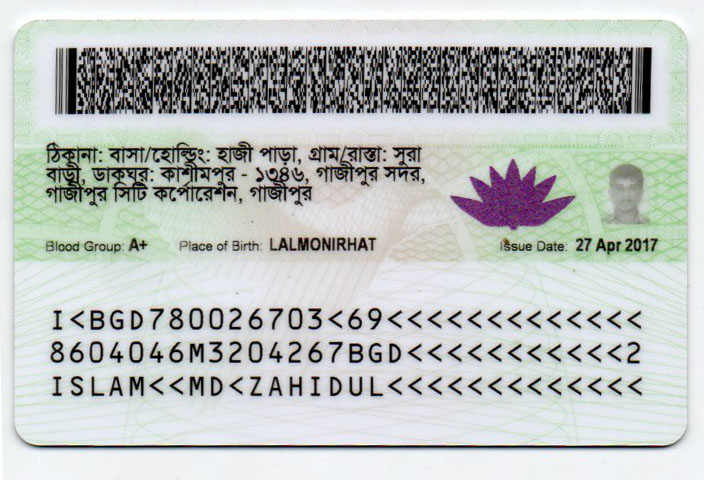 ঠিকানা: বাসা/হোল্ডিং: হাজী পাড়া, গ্রাম/রাস্তা: সুরা
বাড়ী, ডাকঘর: কাশীমপুর - ১৩৪৬, গাজীপুর সদর,
গাজীপুর সিটি কর্পোরেশন, গাজীপুর
Blood Group: A+ Place of Birth: LALMONIRHAT Issue Date: 27 Apr 2017
I<BGD780026703<69<<<<<<<<<<<<<
8604046M3204267BGD<<<<<<<<<<<2
ISLAM<<MD<ZAHIDUL<<<<<<<<<<<<<